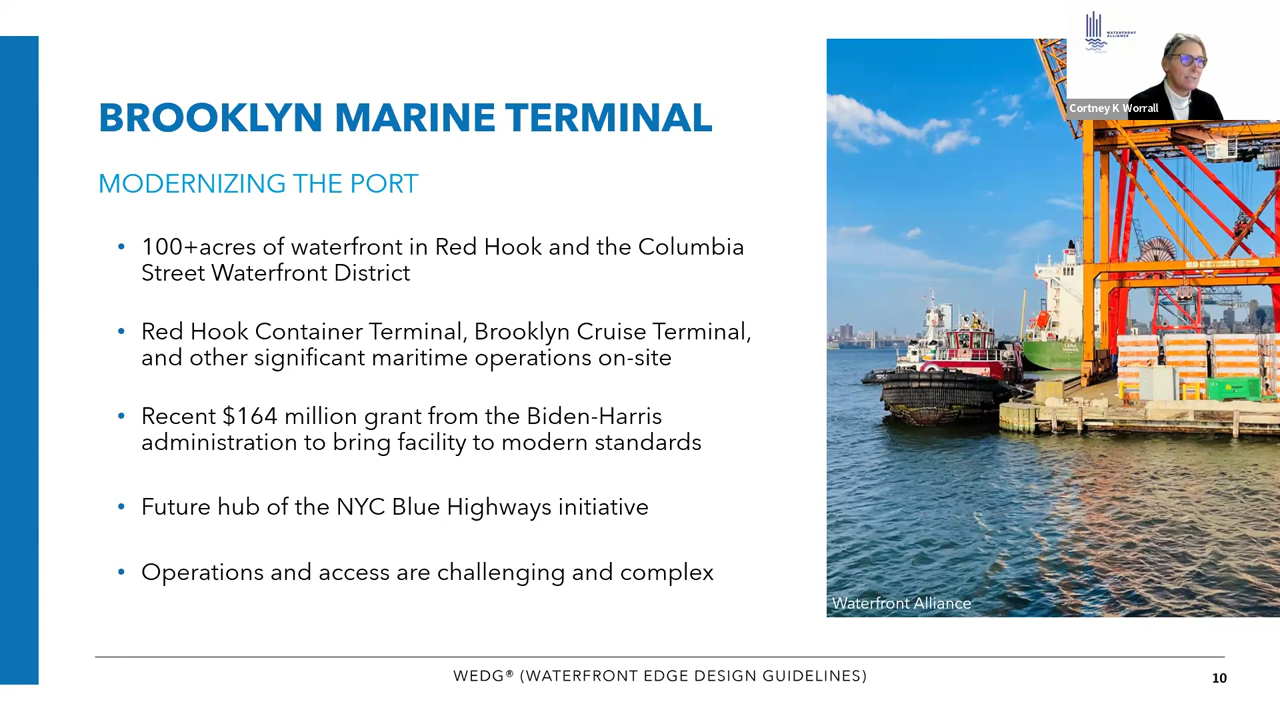 WATERFRONT
ALLIANCE
Cortney K Worrall
BROOKLYN MARINE TERMINAL
MODERNIZING THE PORT
• 100+acres of waterfront in Red Hook and the Columbia
Street Waterfront District
• Red Hook Container Terminal, Brooklyn Cruise Terminal,
and other significant maritime operations on-site
• Recent $164 million grant from the Biden-Harris
administration to bring facility to modern standards
• Future hub of the NYC Blue Highways initiative
• Operations and access are challenging and complex
Waterfront Alliance
WEDG® (WATERFRONT EDGE DESIGN GUIDELINES)
10